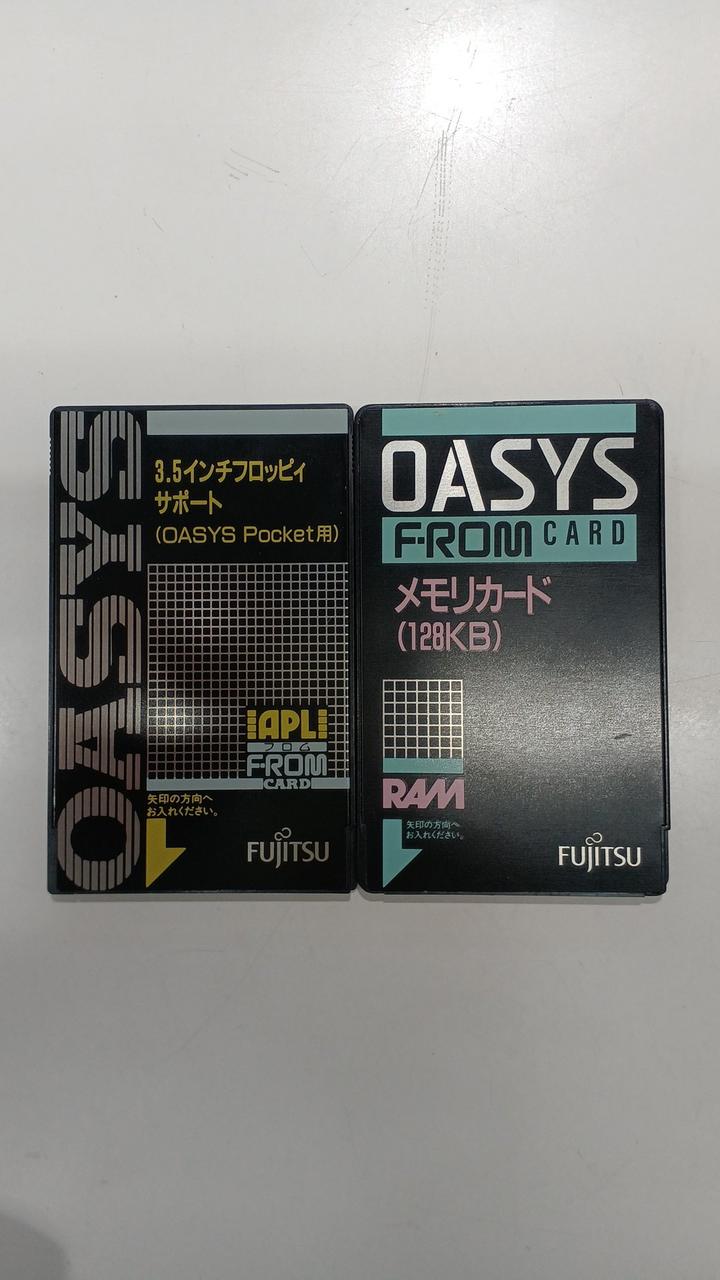 OASYS
3.5インチフロッピィ
サポート
(OASYS Pocket用)
APL
フロム
F-ROM
CARD
矢印の方向へ
お入れください。
FUJITSU
OASYS
F-ROM CARD
メモリカード
(128KB)
RAM
矢印の方向へ
お入れください。
FUJITSU